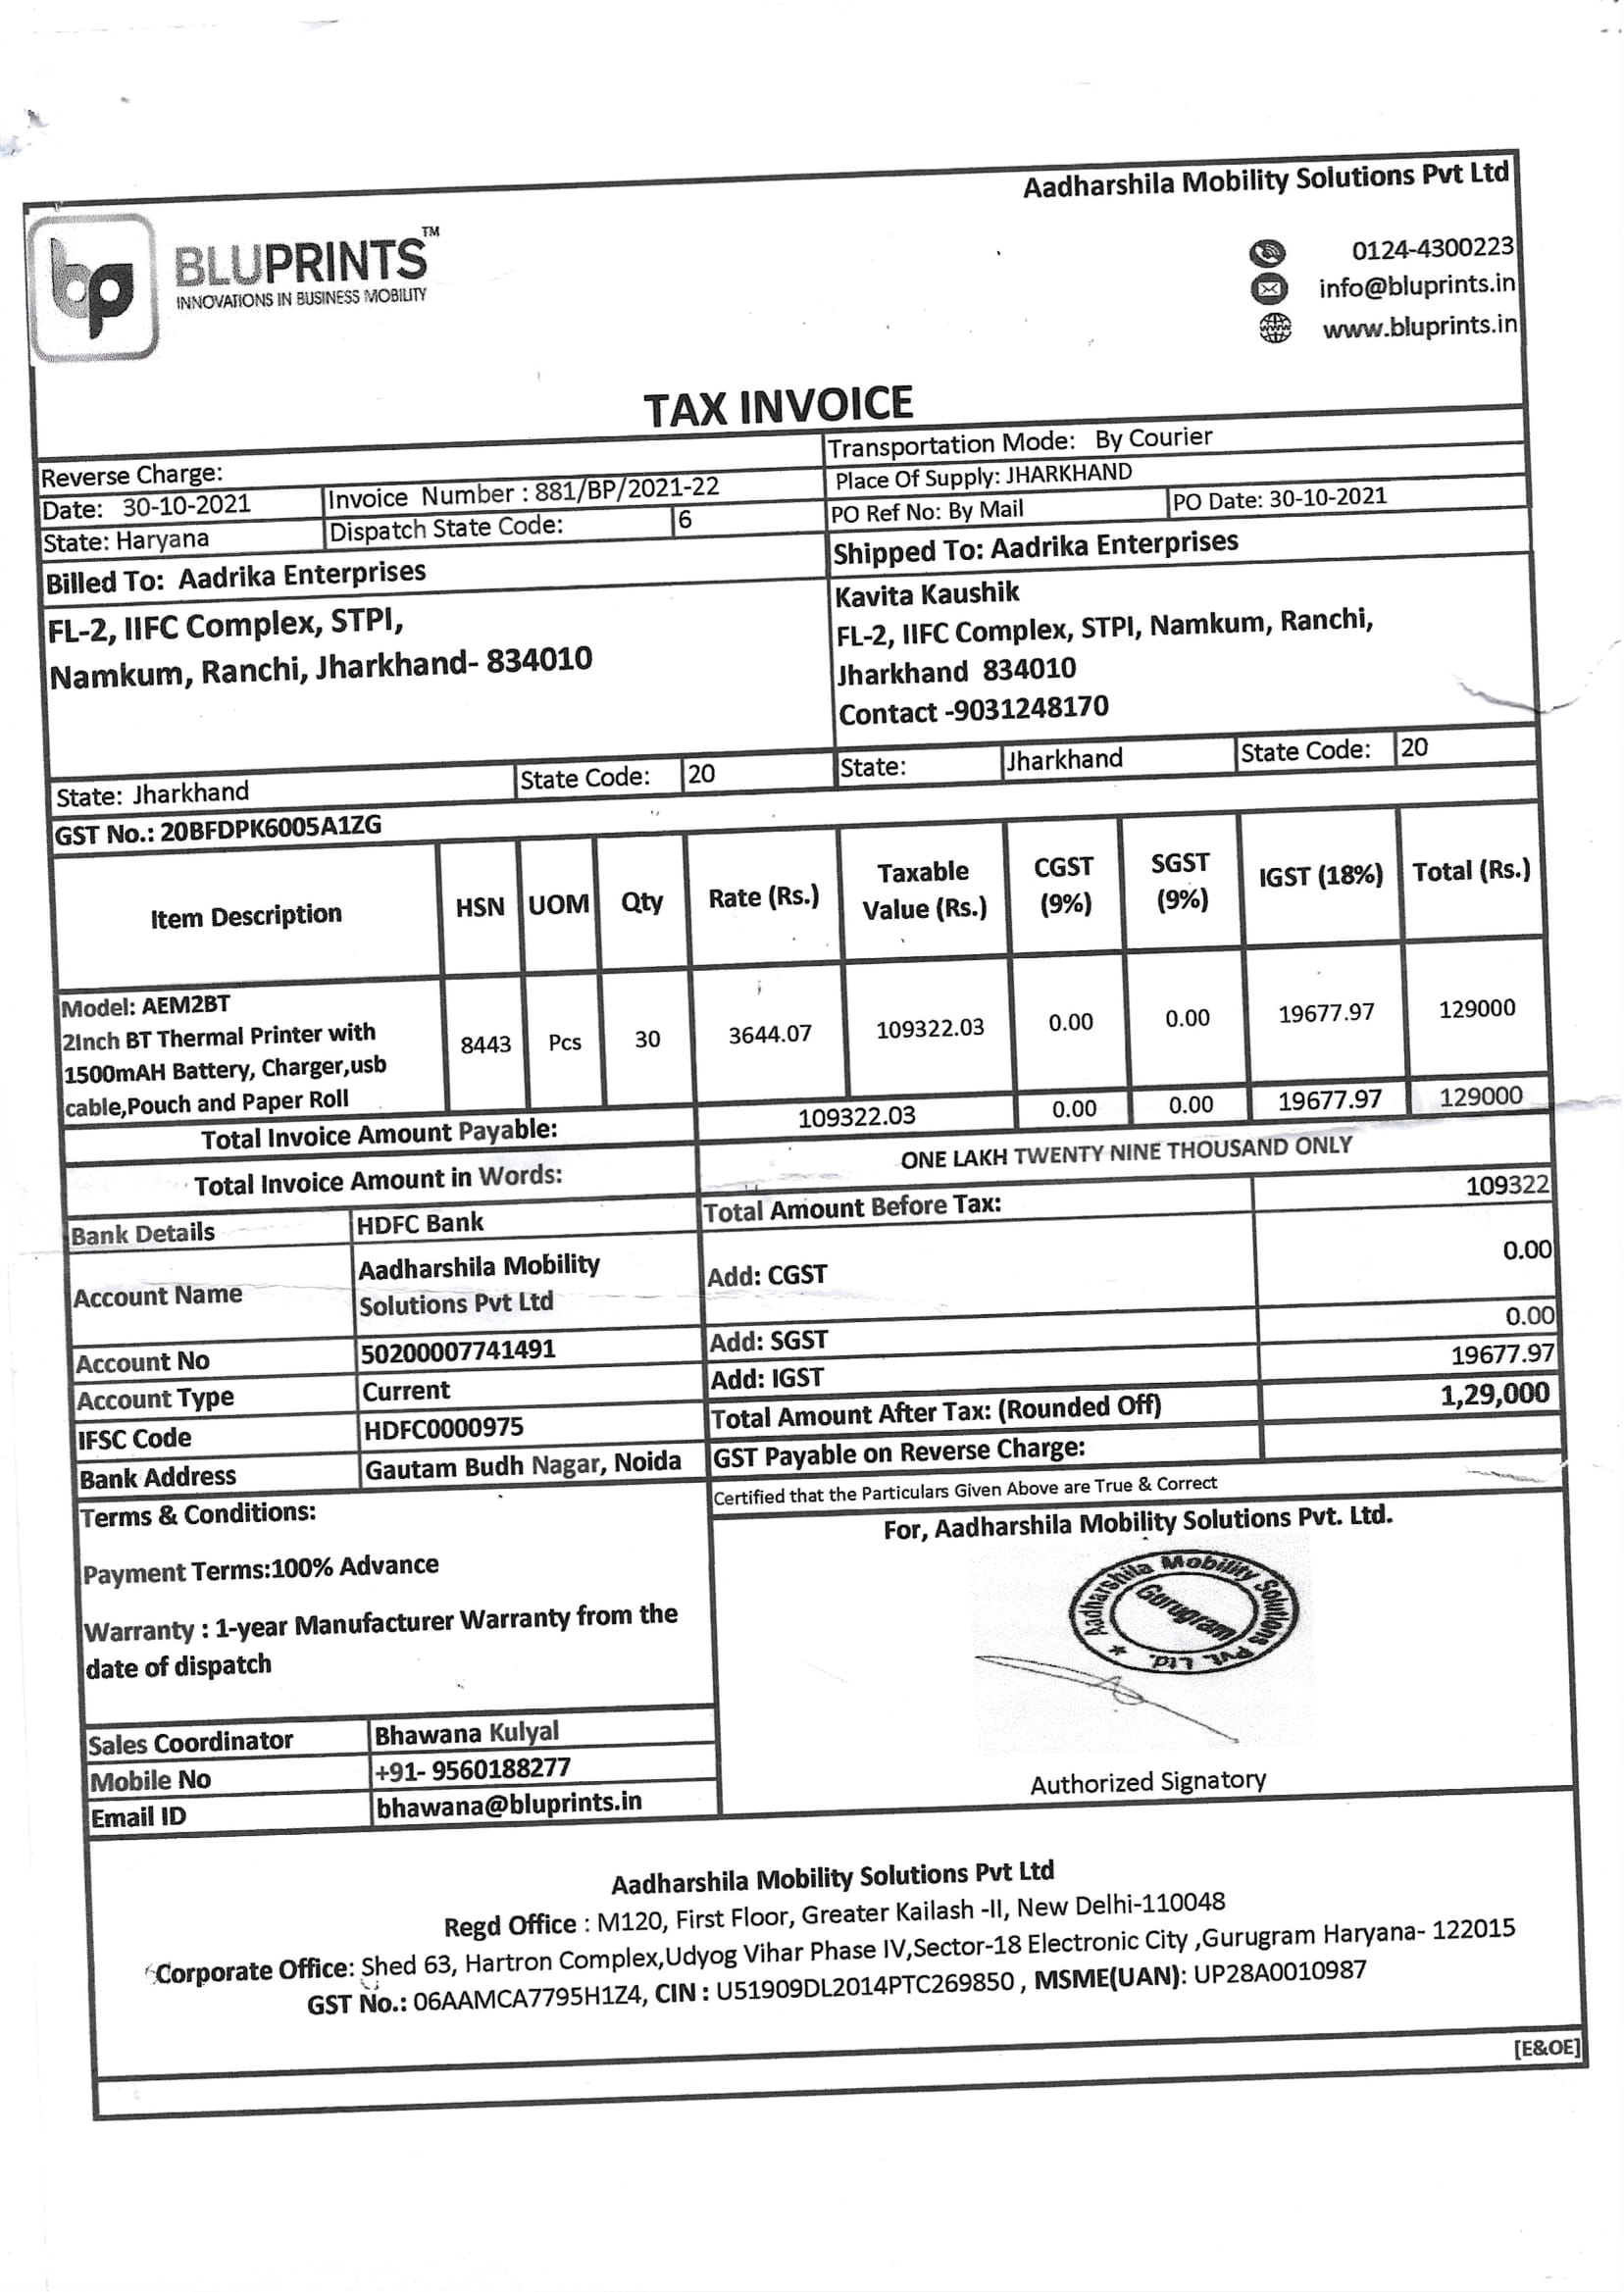 Aadharshila Mobility Solutions Pvt Ltd
bp
BLUPRINTS™
INNOVATIONS IN BUSINESS MOBILITY
0124-4300223
info@bluprints.in
www.bluprints.in
TAX INVOICE
Reverse Charge:
Transportation Mode: By Courier
Date: 30-10-2021 Invoice Number : 881/BP/2021-22
Place Of Supply: JHARKHAND
State: Haryana Dispatch State Code: 6
PO Ref No: By Mail PO Date: 30-10-2021
Billed To: Aadrika Enterprises
Shipped To: Aadrika Enterprises
FL-2, IIFC Complex, STPI,
Namkum, Ranchi, Jharkhand- 834010
Kavita Kaushik
FL-2, IIFC Complex, STPI, Namkum, Ranchi,
Jharkhand 834010
Contact -9031248170
State: Jharkhand State Code: 20 State: Jharkhand State Code: 20
GST No.: 20BFDPK6005A1ZG
Item Description HSN UOM Qty Rate (Rs.) Taxable Value (Rs.) CGST (9%) SGST (9%) IGST (18%) Total (Rs.)
Model: AEM2BT
2Inch BT Thermal Printer with
1500mAH Battery, Charger,usb
cable,Pouch and Paper Roll
8443 Pcs 30 3644.07 109322.03 0.00 0.00 19677.97 129000
Total Invoice Amount Payable: 109322.03 0.00 0.00 19677.97 129000
Total Invoice Amount in Words: ONE LAKH TWENTY NINE THOUSAND ONLY
Bank Details HDFC Bank
Total Amount Before Tax: 109322
Account Name Aadharshila Mobility
Solutions Pvt Ltd
Add: CGST 0.00
Account No 50200007741491
Add: SGST 0.00
Account Type Current
Add: IGST 19677.97
IFSC Code HDFC0000975
Total Amount After Tax: (Rounded Off) 1,29,000
Bank Address Gautam Budh Nagar, Noida
GST Payable on Reverse Charge:
Terms & Conditions:
Certified that the Particulars Given Above are True & Correct
For, Aadharshila Mobility Solutions Pvt. Ltd.
Payment Terms:100% Advance
Warranty : 1-year Manufacturer Warranty from the
date of dispatch
Aadharshila Mobility Solutions Pvt. Ltd.
Gurugram
Sales Coordinator Bhawana Kulyal
Mobile No +91- 9560188277
Email ID bhawana@bluprints.in
Authorized Signatory
Aadharshila Mobility Solutions Pvt Ltd
Regd Office : M120, First Floor, Greater Kailash -II, New Delhi-110048
Corporate Office: Shed 63, Hartron Complex,Udyog Vihar Phase IV,Sector-18 Electronic City ,Gurugram Haryana- 122015
GST No.: 06AAMCA7795H1Z4, CIN : U51909DL2014PTC269850 , MSME(UAN): UP28A0010987
[E&OE]